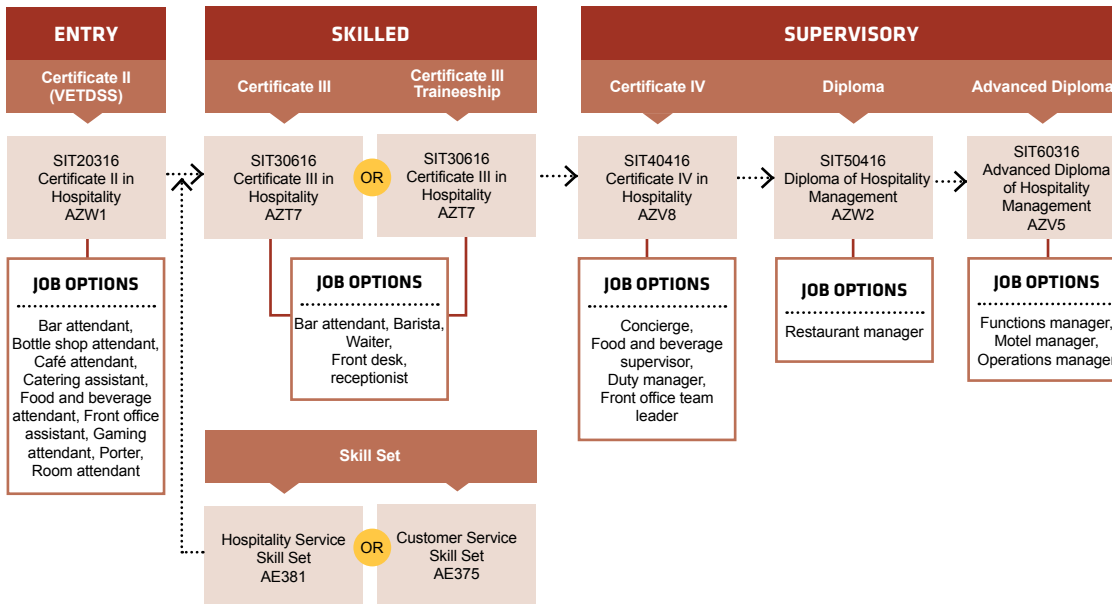 ENTRY
Certificate II
(VETDSS)
SIT20316
Certificate II in
Hospitality
AZW1
JOB OPTIONS
Bar attendant,
Bottle shop attendant,
Café attendant,
Catering assistant,
Food and beverage
attendant, Front office
assistant, Gaming
attendant, Porter,
Room attendant
SKILLED
Certificate III
Certificate III
Traineeship
SIT30616
Certificate III in
Hospitality
AZT7
OR
SIT30616
Certificate III in
Hospitality
AZT7
JOB OPTIONS
Bar attendant, Barista,
Waiter,
Front desk,
receptionist
Skill Set
Hospitality Service
Skill Set
AE381
OR
Customer Service
Skill Set
AE375
SUPERVISORY
Certificate IV
Diploma
Advanced Diploma
SIT40416
Certificate IV in
Hospitality
AZV8
JOB OPTIONS
Concierge,
Food and beverage
supervisor,
Duty manager,
Front office team
leader
SIT50416
Diploma of Hospitality
Management
AZW2
JOB OPTIONS
Restaurant manager
SIT60316
Advanced Diploma
of Hospitality
Management
AZV5
JOB OPTIONS
Functions manager,
Motel manager,
Operations manager